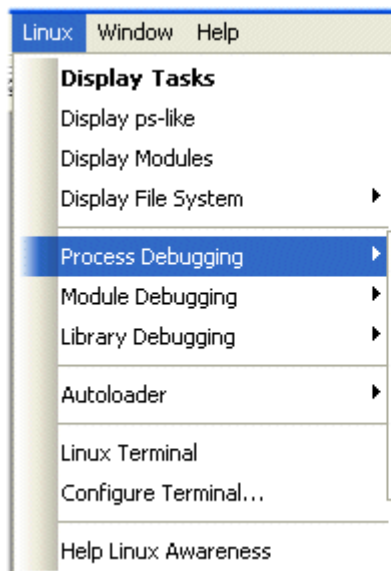 Linux Window Help
Display Tasks
Display ps-like
Display Modules
Display File System
Process Debugging
Module Debugging
Library Debugging
Autoloader
Linux Terminal
Configure Terminal...
Help Linux Awareness